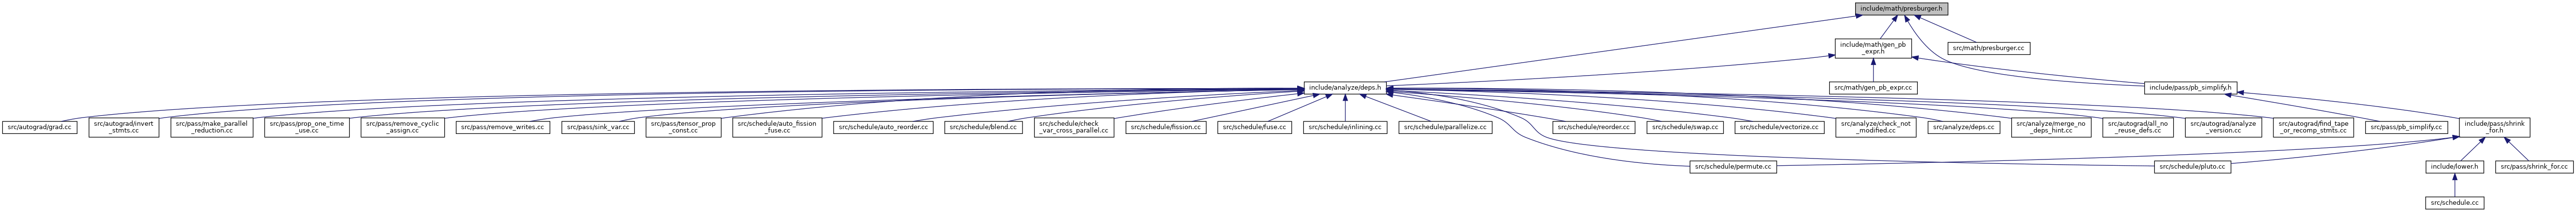 include/math/presburger.h
include/math/gen_pb
_expr.h
src/math/presburger.cc
include/analyze/deps.h
src/math/gen_pb_expr.cc
include/pass/pb_simplify.h
src/autograd/grad.cc
src/autograd/invert
_stmts.cc
src/pass/make_parallel
_reduction.cc
src/pass/prop_one_time
_use.cc
src/pass/remove_cyclic
_assign.cc
src/pass/remove_writes.cc
src/pass/sink_var.cc
src/pass/tensor_prop
_const.cc
src/schedule/auto_fission
_fuse.cc
src/schedule/auto_reorder.cc
src/schedule/blend.cc
src/schedule/check
_var_cross_parallel.cc
src/schedule/fission.cc
src/schedule/fuse.cc
src/schedule/inlining.cc
src/schedule/parallelize.cc
src/schedule/reorder.cc
src/schedule/swap.cc
src/schedule/vectorize.cc
src/analyze/check_not
_modified.cc
src/analyze/deps.cc
src/analyze/merge_no
_deps_hint.cc
src/autograd/all_no
_reuse_defs.cc
src/autograd/analyze
_version.cc
src/autograd/find_tape
_or_recomp_stmts.cc
src/pass/pb_simplify.cc
include/pass/shrink
_for.h
src/schedule/permute.cc
src/schedule/pluto.cc
include/lower.h
src/pass/shrink_for.cc
src/schedule.cc